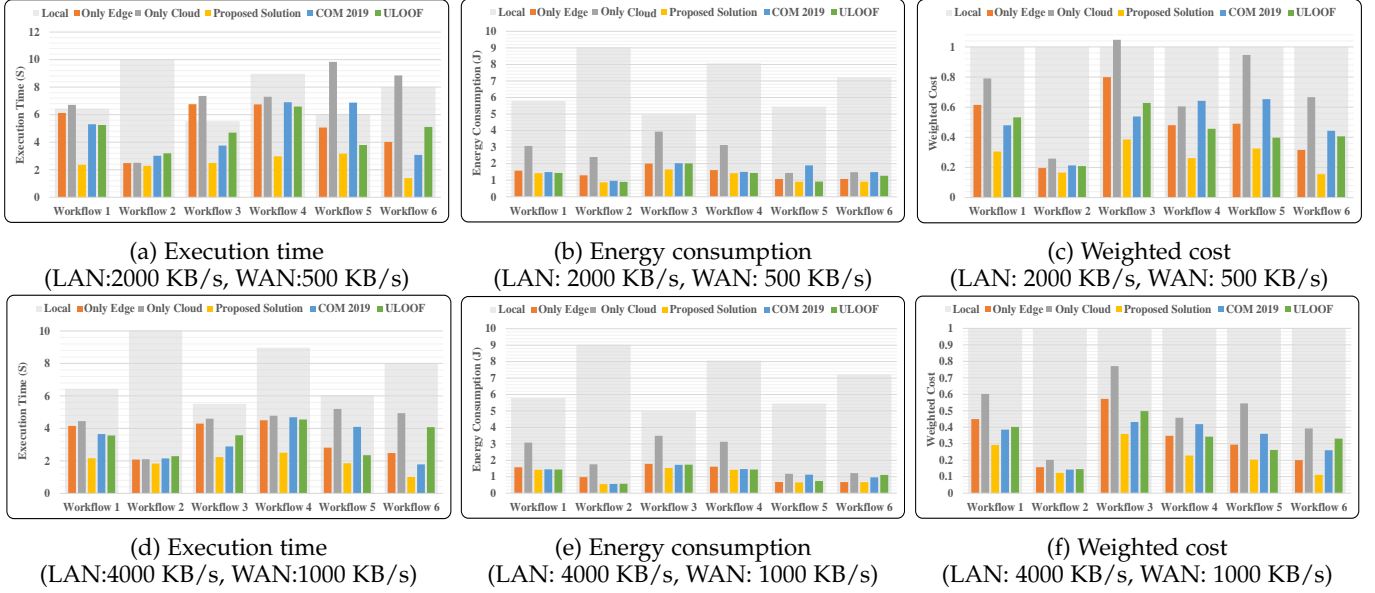 Local Only Edge Only Cloud Proposed Solution COM 2019 ULOOF
Execution Time (S)
12
10
8
6
4
2
0
Workflow 1 Workflow 2 Workflow 3 Workflow 4 Workflow 5 Workflow 6
(a) Execution time
(LAN:2000 KB/s, WAN:500 KB/s)
Local Only Edge Only Cloud Proposed Solution COM 2019 ULOOF
Energy Consumption (J)
10
9
8
7
6
5
4
3
2
1
0
Workflow 1 Workflow 2 Workflow 3 Workflow 4 Workflow 5 Workflow 6
(b) Energy consumption
(LAN: 2000 KB/s, WAN: 500 KB/s)
Local Only Edge Only Cloud Proposed Solution COM 2019 ULOOF
Weighted Cost
1
0.8
0.6
0.4
0.2
0
Workflow 1 Workflow 2 Workflow 3 Workflow 4 Workflow 5 Workflow 6
(c) Weighted cost
(LAN: 2000 KB/s, WAN: 500 KB/s)
Local Only Edge Only Cloud Proposed Solution COM 2019 ULOOF
Execution Time (S)
10
8
6
4
2
0
Workflow 1 Workflow 2 Workflow 3 Workflow 4 Workflow 5 Workflow 6
(d) Execution time
(LAN:4000 KB/s, WAN:1000 KB/s)
Local Only Edge Only Cloud Proposed Solution COM 2019 ULOOF
Energy Consumption (J)
10
9
8
7
6
5
4
3
2
1
0
Workflow 1 Workflow 2 Workflow 3 Workflow 4 Workflow 5 Workflow 6
(e) Energy consumption
(LAN: 4000 KB/s, WAN: 1000 KB/s)
Local Only Edge Only Cloud Proposed Solution COM 2019 ULOOF
Weighted Cost
1
0.9
0.8
0.7
0.6
0.5
0.4
0.3
0.2
0.1
0
Workflow 1 Workflow 2 Workflow 3 Workflow 4 Workflow 5 Workflow 6
(f) Weighted cost
(LAN: 4000 KB/s, WAN: 1000 KB/s)